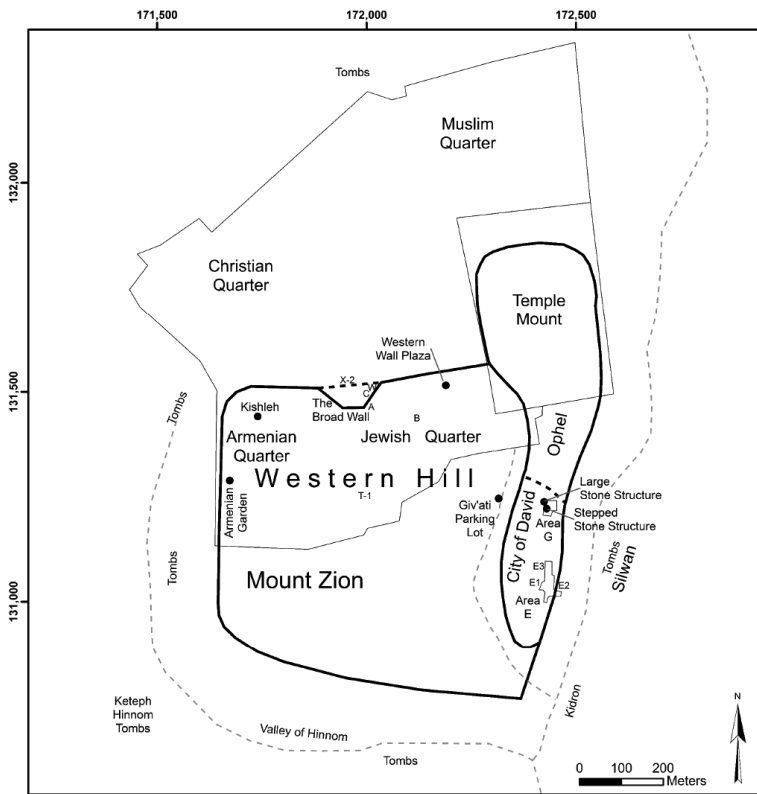 171,500
172,000
172,500
132,000
131,500
131,000
Tombs
Muslim
Quarter
Christian
Quarter
Temple
Mount
Western
Wall Plaza
X-2
W
C
A
The
Broad Wall
B
Kishleh
Armenian
Quarter
Jewish Quarter
Ophel
Tombs
Western Hill
T-1
Armenian
Garden
Giv'ati
Parking
Lot
City of David
Large
Stone Structure
Stepped
Stone Structure
Area
G
Tombs
Silwan
Tombs
Mount Zion
E3
E1
E2
Area
E
Keteph
Hinnom
Tombs
Valley of Hinnom
Tombs
Kidron
N
0 100 200
Meters